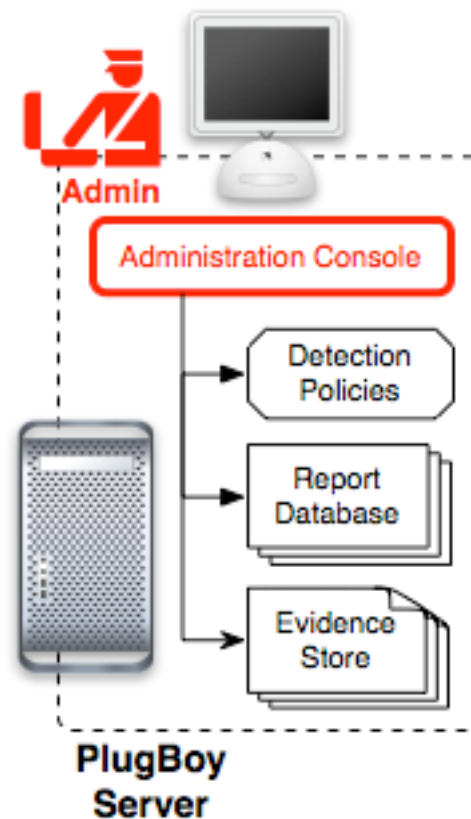 Admin
Administration Console
Detection
Policies
Report
Database
Evidence
Store
PlugBoy
Server